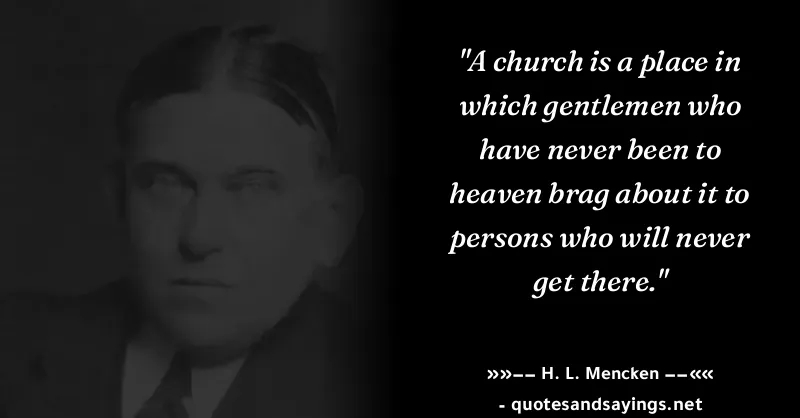 "A church is a place in
which gentlemen who
have never been to
heaven brag about it to
persons who will never
get there."
»»−− H. L. Mencken −−««
- quotesandsayings.net